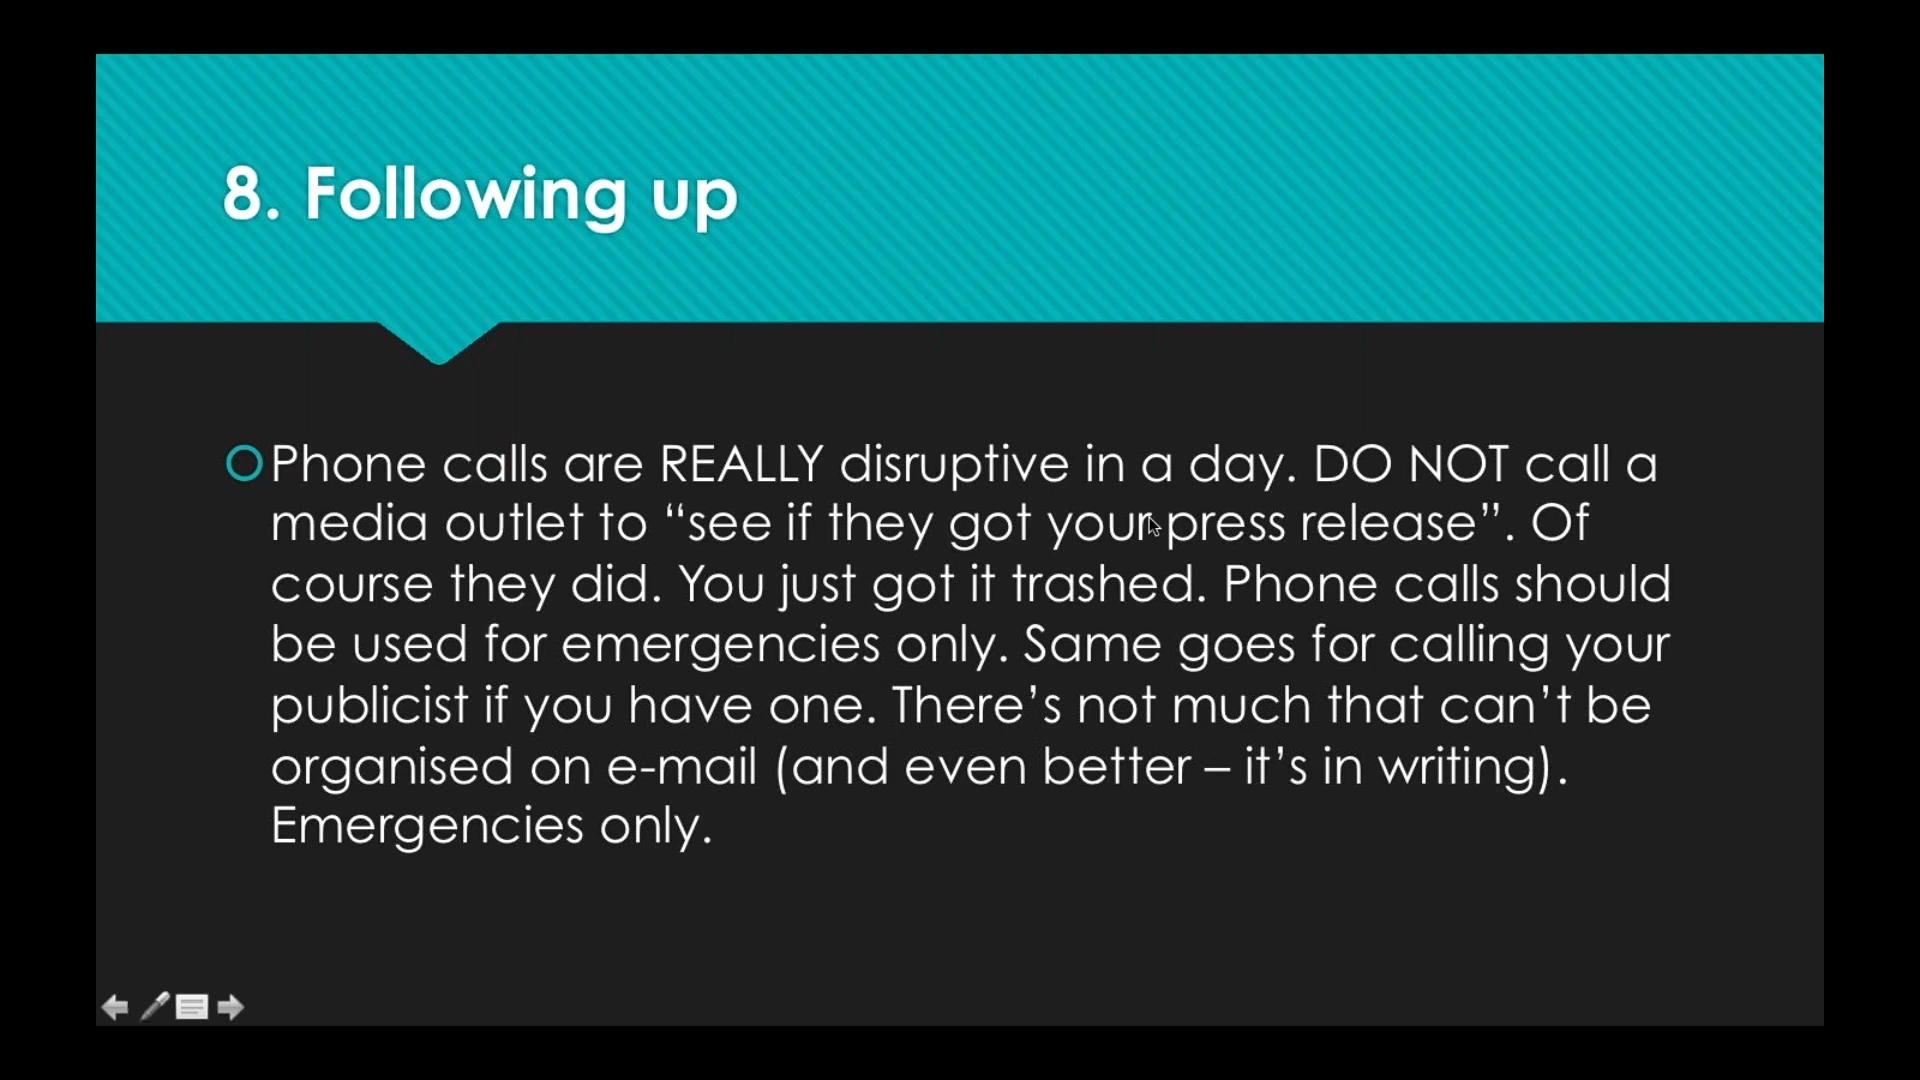 8. Following up
Phone calls are REALLY disruptive in a day. DO NOT call a
media outlet to “see if they got your press release”. Of
course they did. You just got it trashed. Phone calls should
be used for emergencies only. Same goes for calling your
publicist if you have one. There’s not much that can’t be
organised on e-mail (and even better – it’s in writing).
Emergencies only.